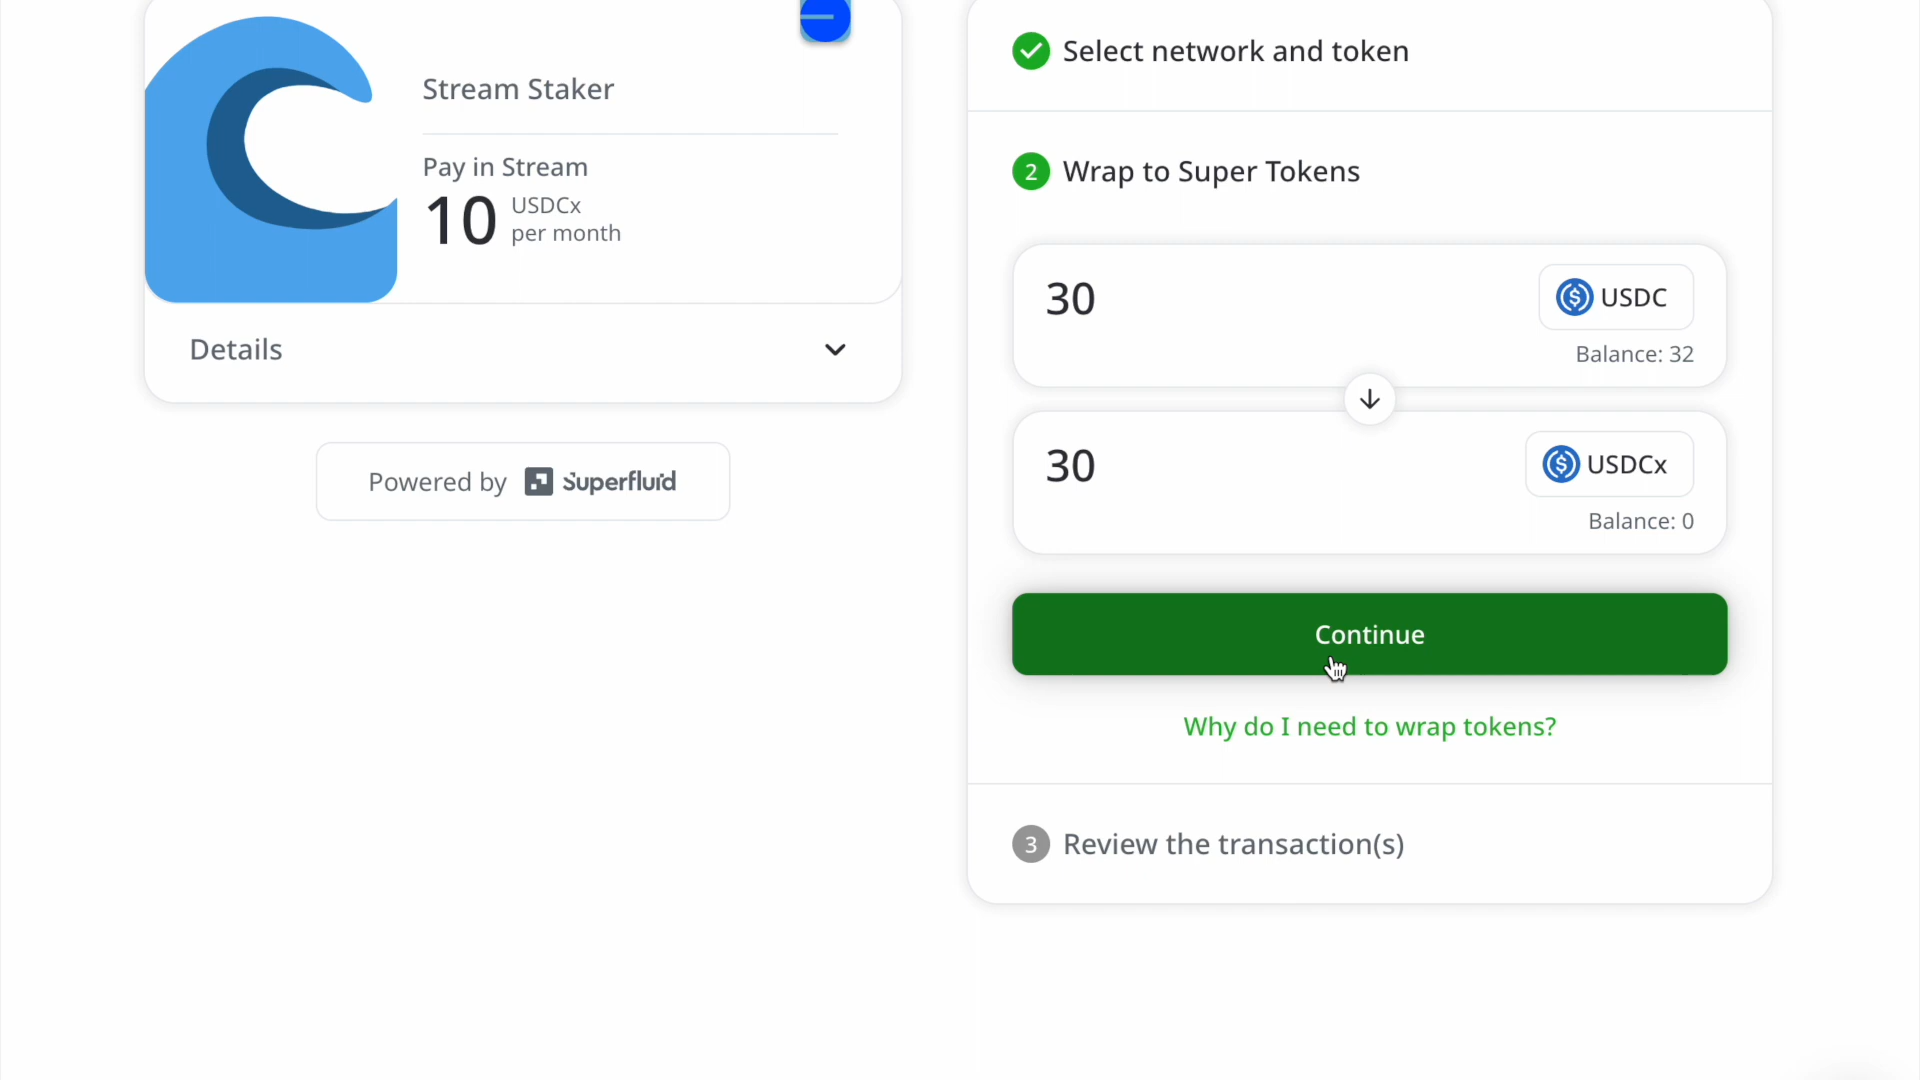 Stream Staker
Pay in Stream
10
USDCx
per month
Details
Powered by Superfluid
Select network and token
2 Wrap to Super Tokens
30
USDC
Balance: 32
30
USDCx
Balance: 0
Continue
Why do I need to wrap tokens?
3 Review the transaction(s)